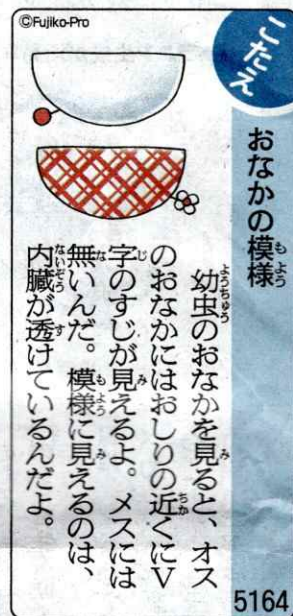 ©Fujiko-Pro
こたえ
おなかの模様
幼虫のおなかを見ると、オス
のおなかにはおしりの近くにV
字のすじが見えるよ。メスには
無いんだ。模様に見えるのは、
内臓が透けているんだよ。
5164